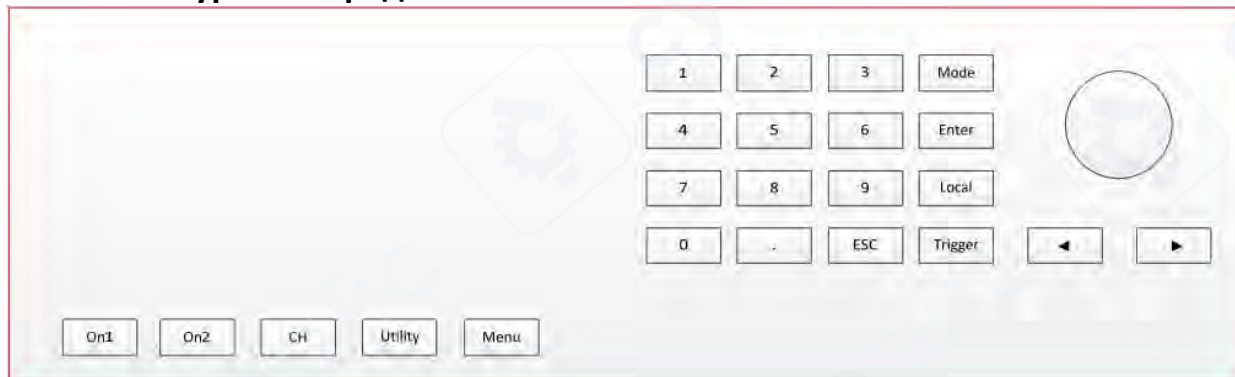 1 2 3 Mode
4 5 6 Enter
7 8 9 Local
0 . ESC Trigger ◄ ►
On1 On2 CH Utility Menu